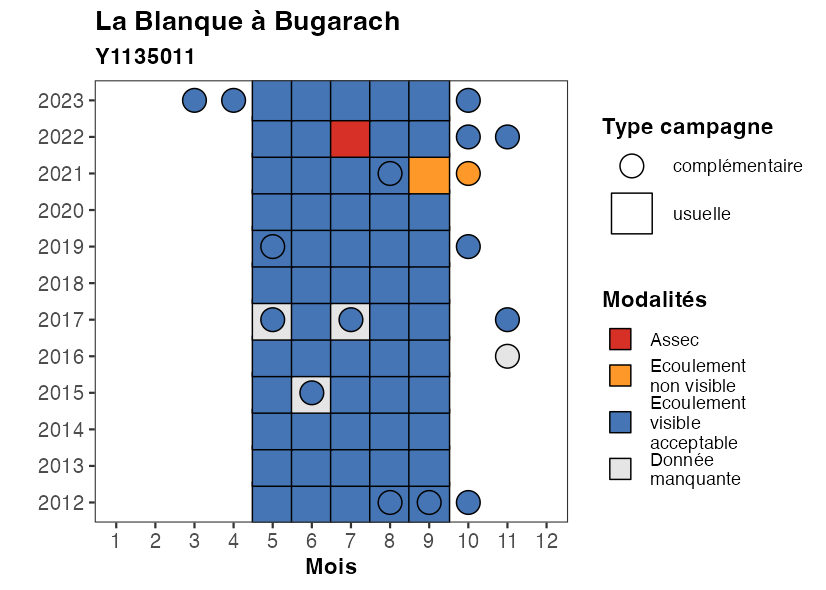 La Blanque à Bugarach
Y1135011
2023
2022
2021
2020
2019
2018
2017
2016
2015
2014
2013
2012
1 2 3 4 5 6 7 8 9 10 11 12
Mois
Type campagne
complémentaire
usuelle
Modalités
Assec
Ecoulement
non visible
Ecoulement
visible
acceptable
Donnée
manquante